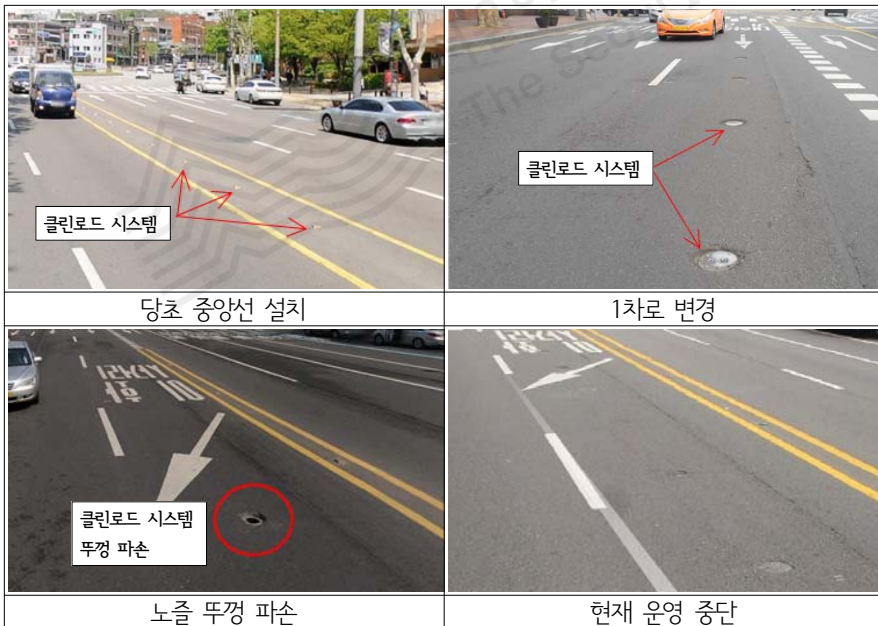 클린로드 시스템
클린로드 시스템
당초 중앙선 설치
1차로 변경
클린로드 시스템
뚜껑 파손
노즐 뚜껑 파손
현재 운영 중단